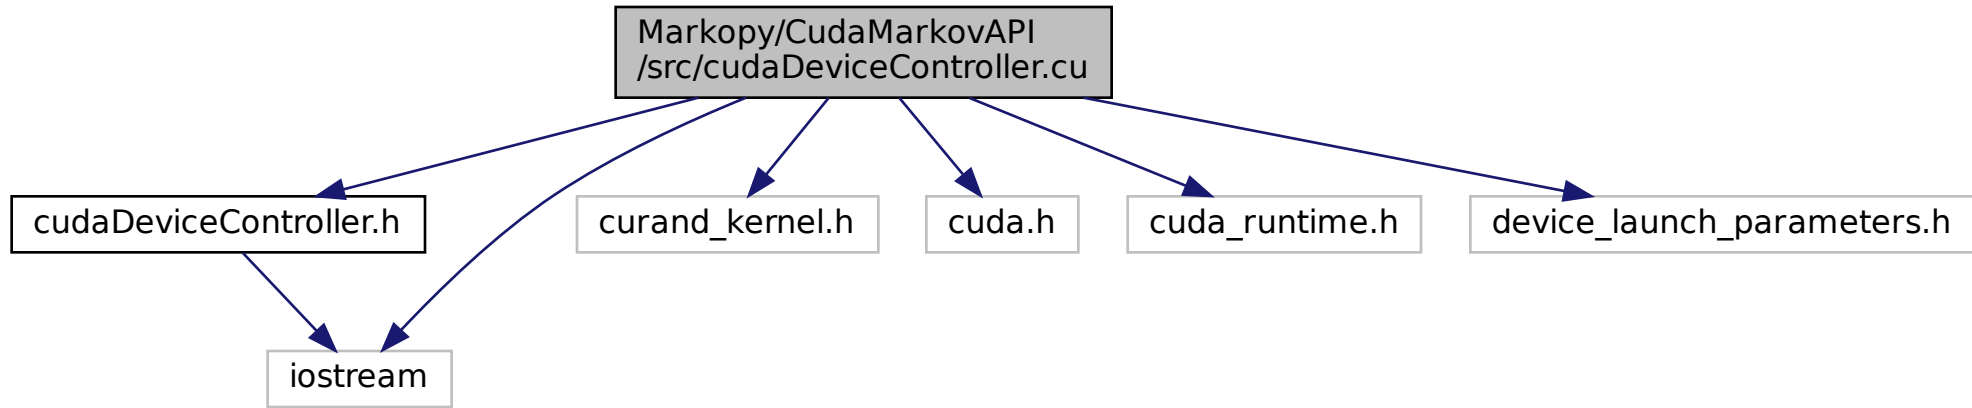 Markopy/CudaMarkovAPI
/src/cudaDeviceController.cu
cudaDeviceController.h
curand_kernel.h
cuda.h
cuda_runtime.h
device_launch_parameters.h
iostream